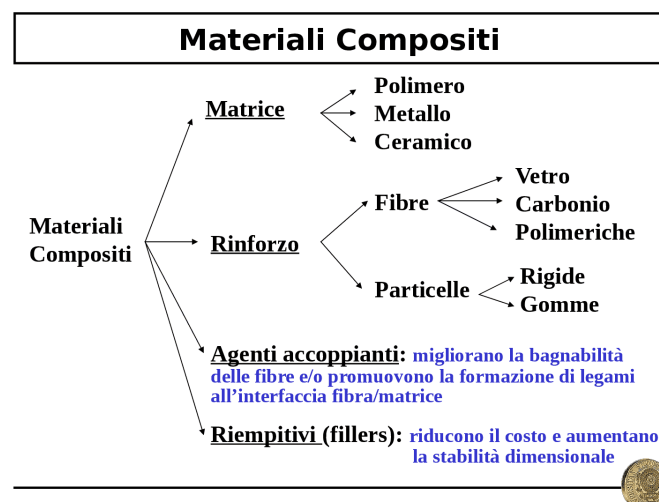 Materiali Compositi
Polimero
Matrice
Metallo
Ceramico
Vetro
Fibre
Carbonio
Materiali
Compositi
Polimeriche
Rinforzo
Rigide
Particelle
Gomme
Agenti accoppianti: migliorano la bagnabilità
delle fibre e/o promuovono la formazione di legami
all’interfaccia fibra/matrice
Riempitivi (fillers): riducono il costo e aumentano
la stabilità dimensionale